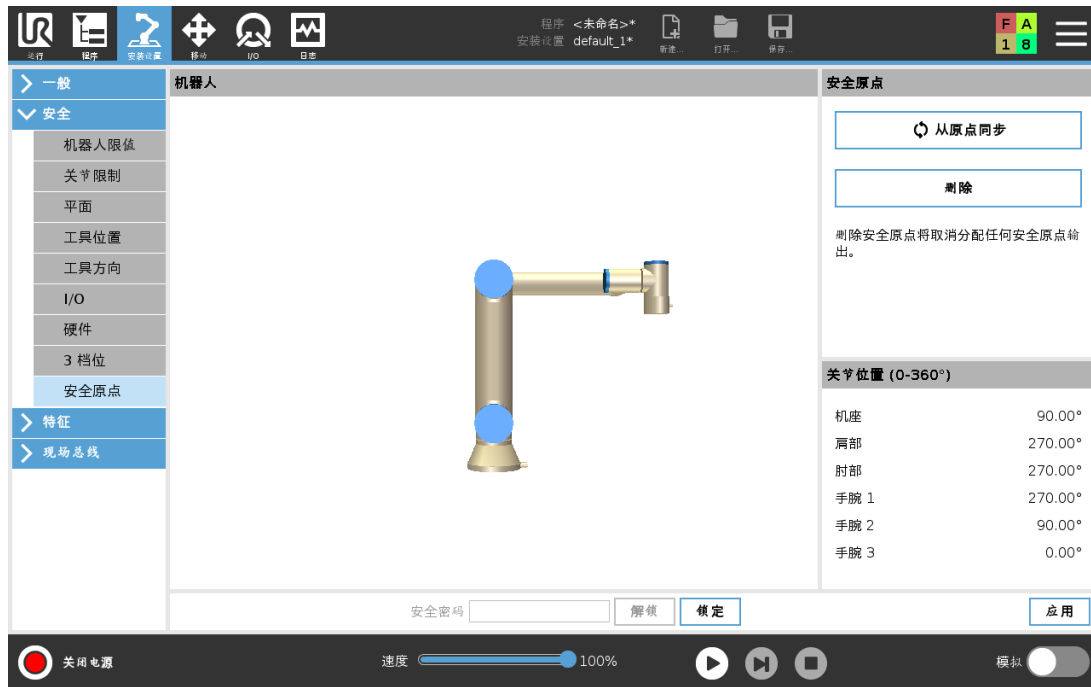 程序 <未命名>*
安装设置 default_1*
运行 程序 安装设置 移动 I/O 日志 新建... 打开... 保存...
F A
1 8
一般
安全
机器人限值
关节限制
平面
工具位置
工具方向
I/O
硬件
3 档位
安全原点
特征
现场总线
机器人
安全原点
从原点同步
删除
删除安全原点将取消分配任何安全原点输
出。
关节位置 (0-360°)
机座 90.00°
肩部 270.00°
肘部 270.00°
手腕 1 270.00°
手腕 2 90.00°
手腕 3 0.00°
安全密码 解锁 锁定 应用
关闭电源 速度 100% 模拟